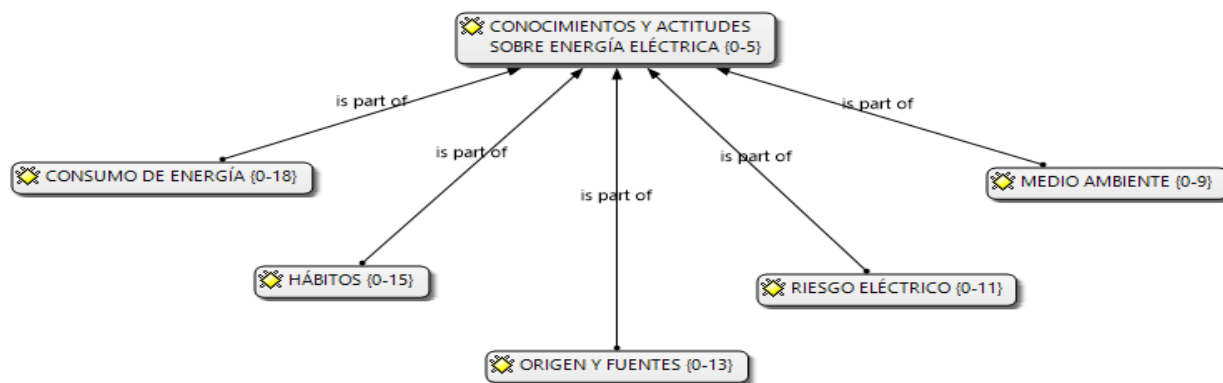 CONOCIMIENTOS Y ACTITUDES
SOBRE ENERGÍA ELÉCTRICA {0-5}
is part of
is part of
is part of
is part of
is part of
CONSUMO DE ENERGÍA {0-18}
MEDIO AMBIENTE {0-9}
HÁBITOS {0-15}
RIESGO ELÉCTRICO {0-11}
ORIGEN Y FUENTES {0-13}